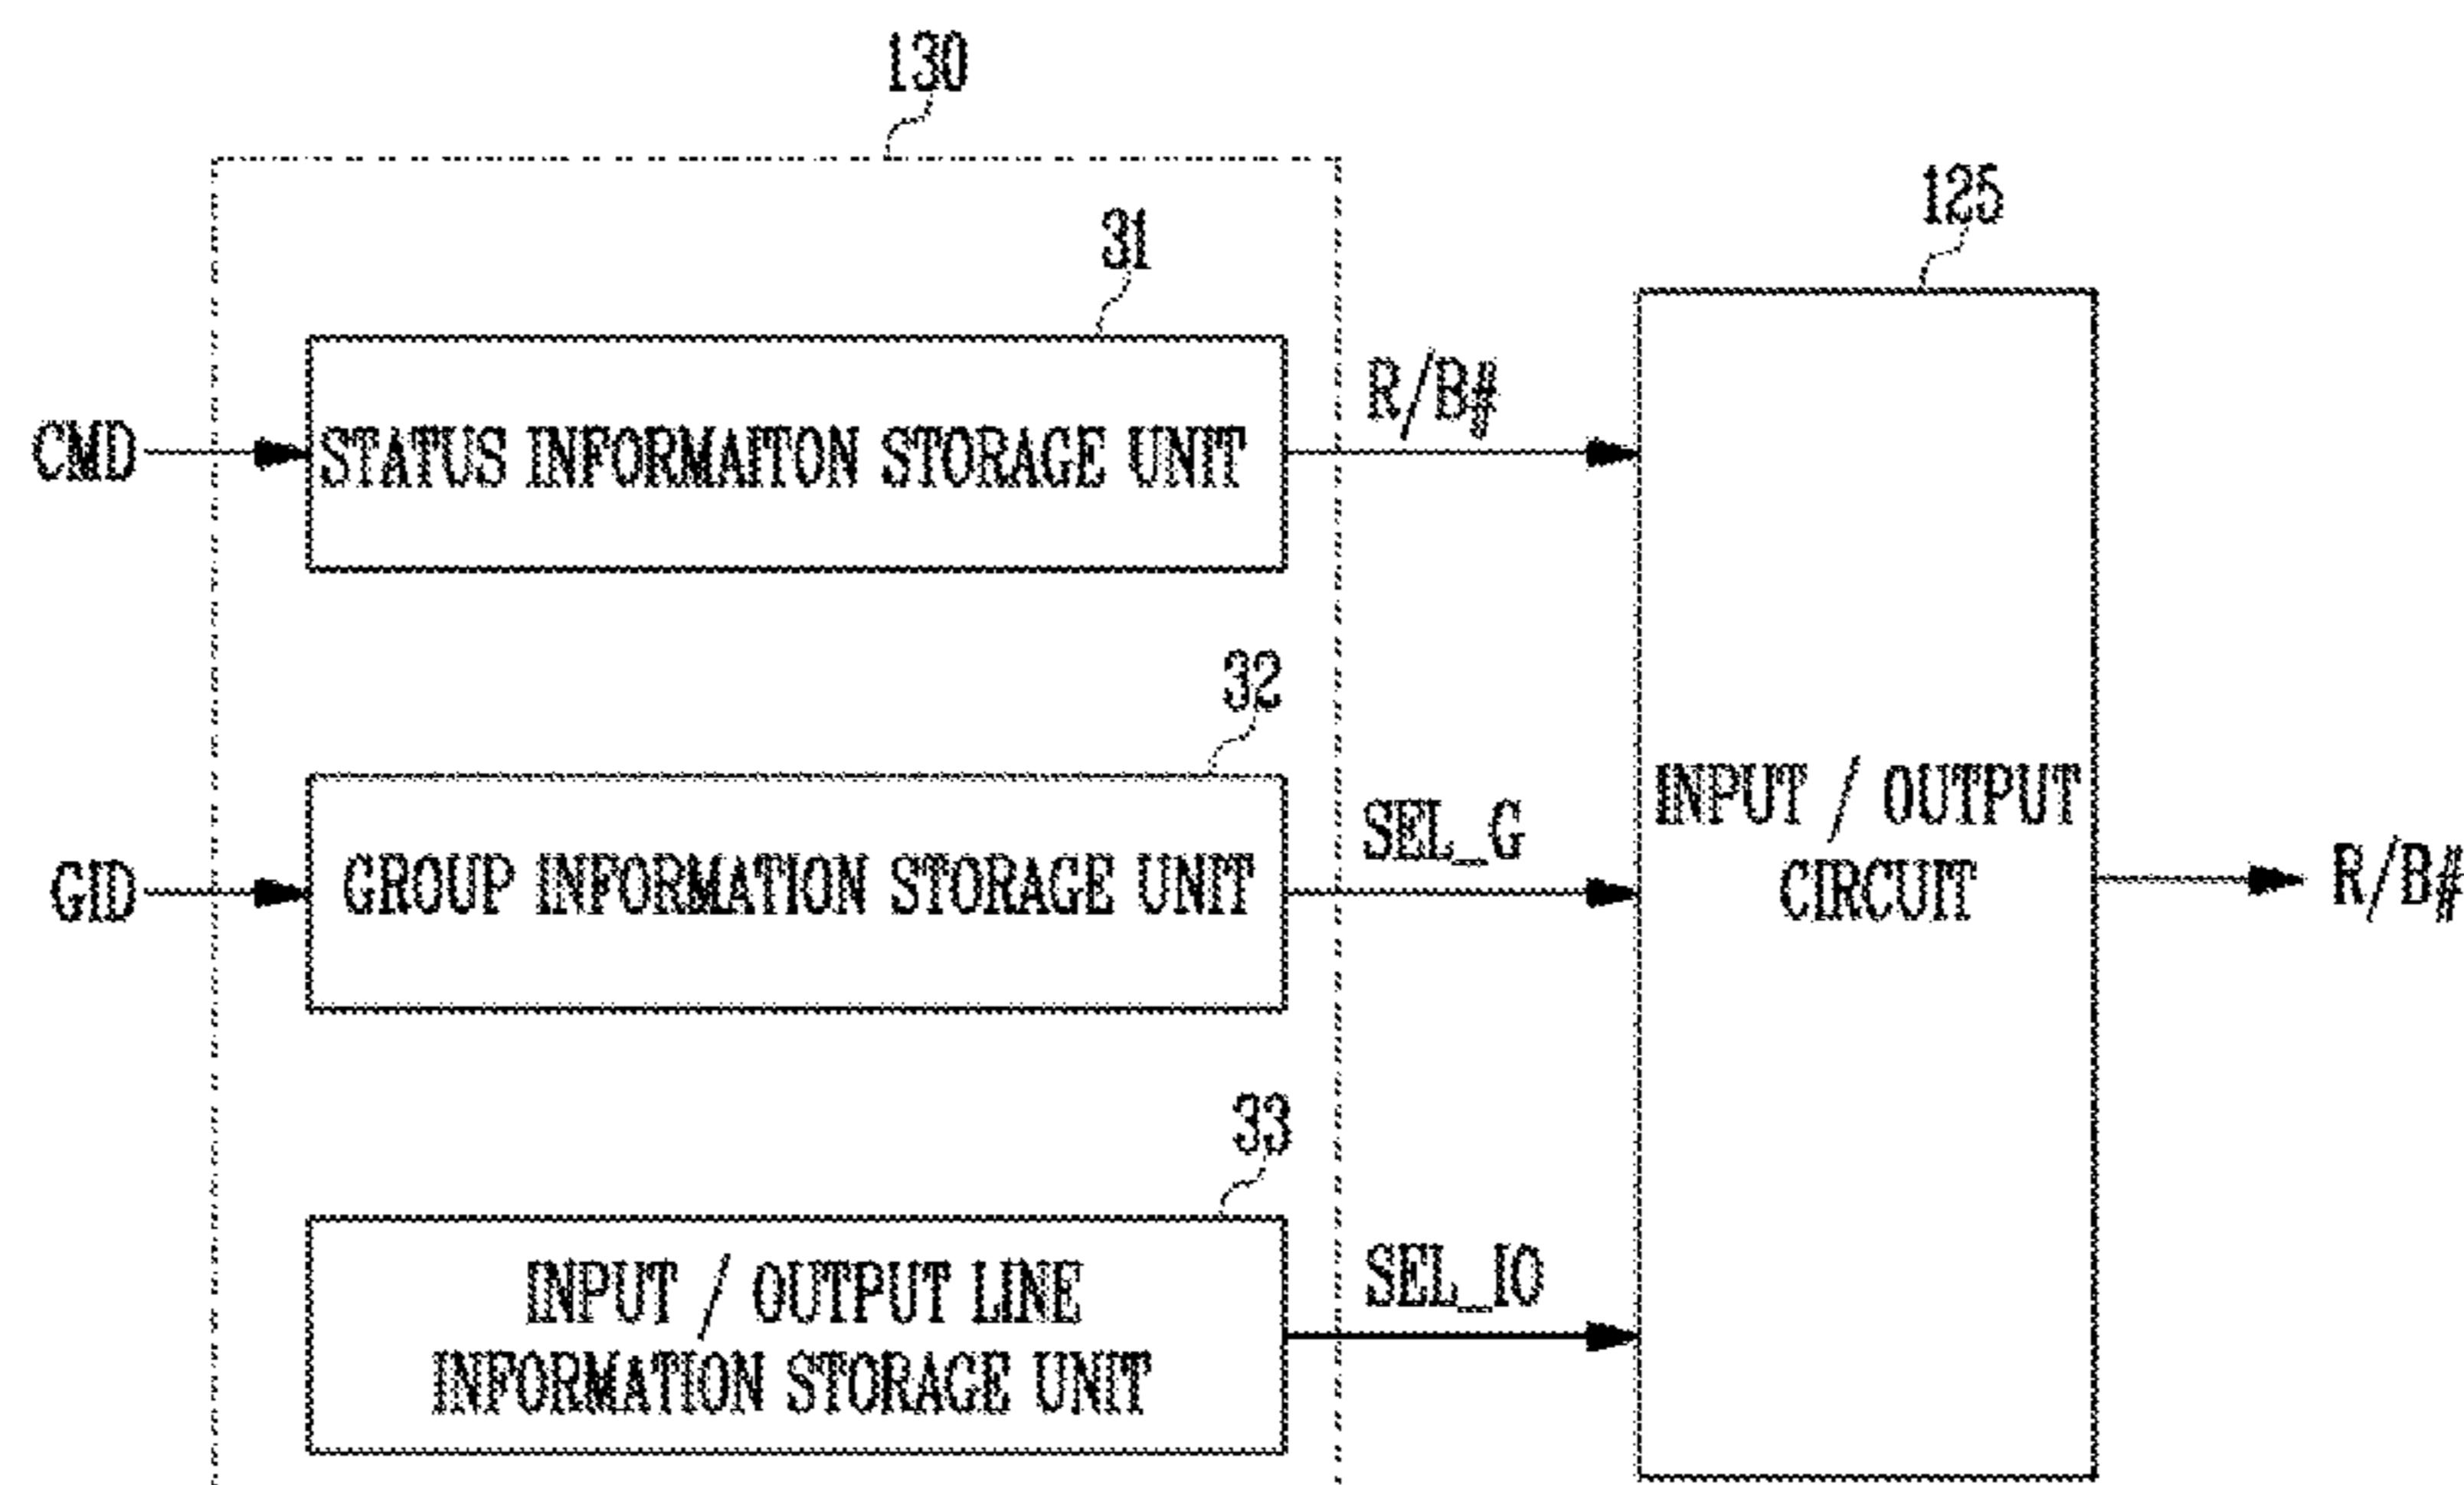 130
125
31
CMD
STATUS INFORMAITON STORAGE UNIT
R/B#
32
GID
GROUP INFORMATION STORAGE UNIT
SEL_G
INPUT / OUTPUT
CIRCUIT
R/B#
33
INPUT / OUTPUT LINE
INFORMATION STORAGE UNIT
SEL_IO